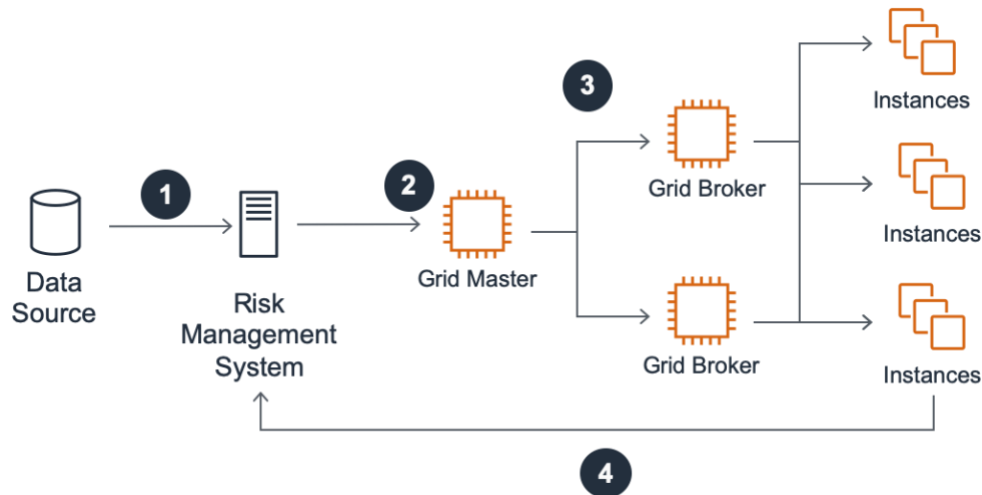 1
Data
Source
Risk
Management
System
2
Grid Master
3
Grid Broker
Grid Broker
Instances
Instances
Instances
4